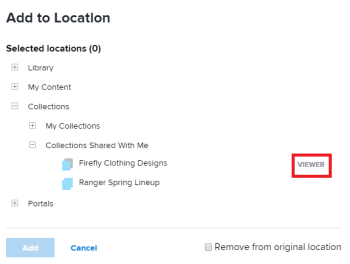 Add to Location
Selected locations (0)
Library
My Content
Collections
My Collections
Collections Shared With Me
Firefly Clothing Designs VIEWER
Ranger Spring Lineup
Portals
Add Cancel Remove from original location